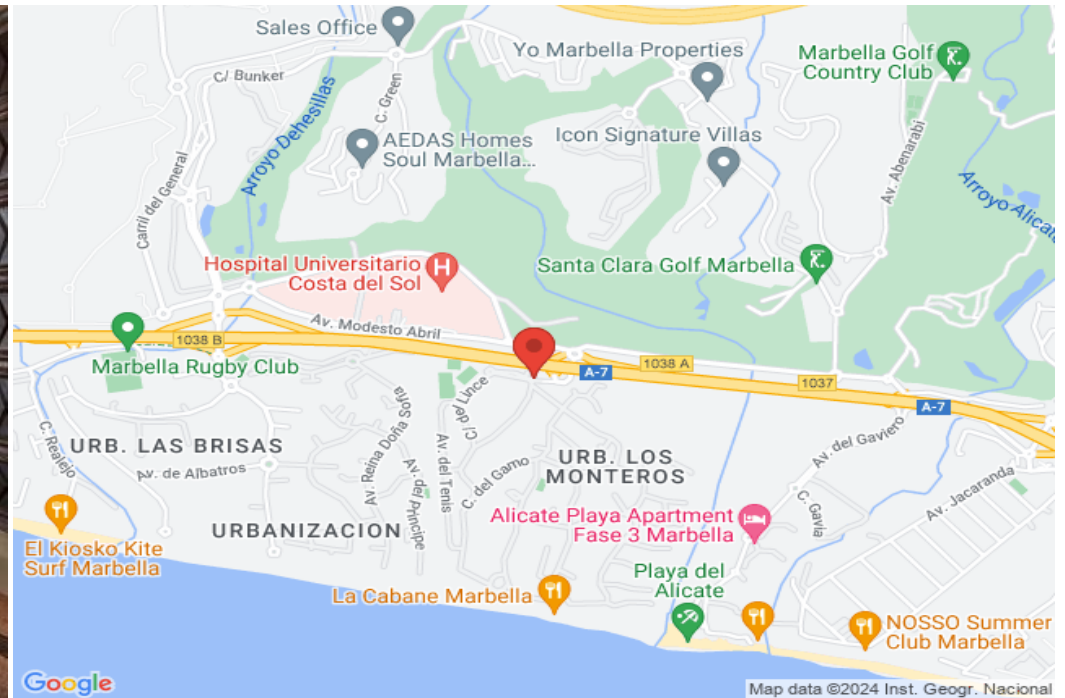 Sales Office
Yo Marbella Properties
Marbella Golf
Country Club
C/ Bunker
C. Green
Arroyo Dehesillas
AEDAS Homes
Soul Marbella...
Icon Signature Villas
Av. Abenarabi
Arroyo Alicate
Carril del General
Hospital Universitario
Costa del Sol
Santa Clara Golf Marbella
Av. Modesto Abril
1038 B
Marbella Rugby Club
1038 A
A-7
1037
A-7
C/ del Lince
Av. Reina Doña Sofía
Av. del Tenis
Av. del Príncipe
C. Realejo
URB. LAS BRISAS
Av. de Albatros
C. del Gamo
URB. LOS
MONTEROS
Av. del Gaviero
Av. Jacaranda
C. Gavia
URBANIZACION
Alicate Playa Apartment
Fase 3 Marbella
El Kiosko Kite
Surf Marbella
La Cabane Marbella
Playa del
Alicate
NOSSO Summer
Club Marbella
Google
Map data ©2024 Inst. Geogr. Nacional